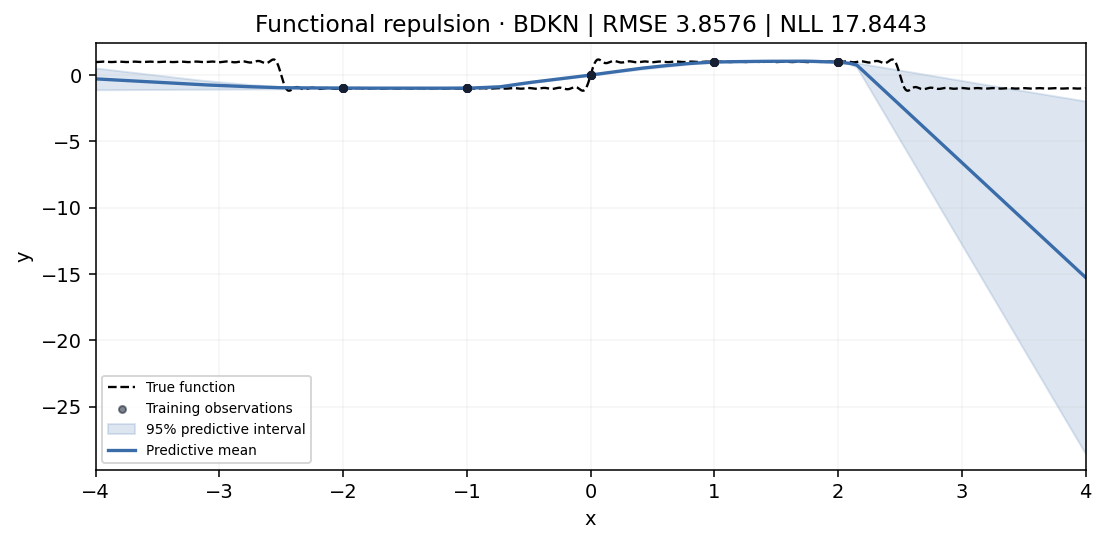 Functional repulsion · BDKN | RMSE 3.8576 | NLL 17.8443
y
0
−5
−10
−15
−20
−25
True function
Training observations
95% predictive interval
Predictive mean
−4 −3 −2 −1 0 1 2 3 4
x